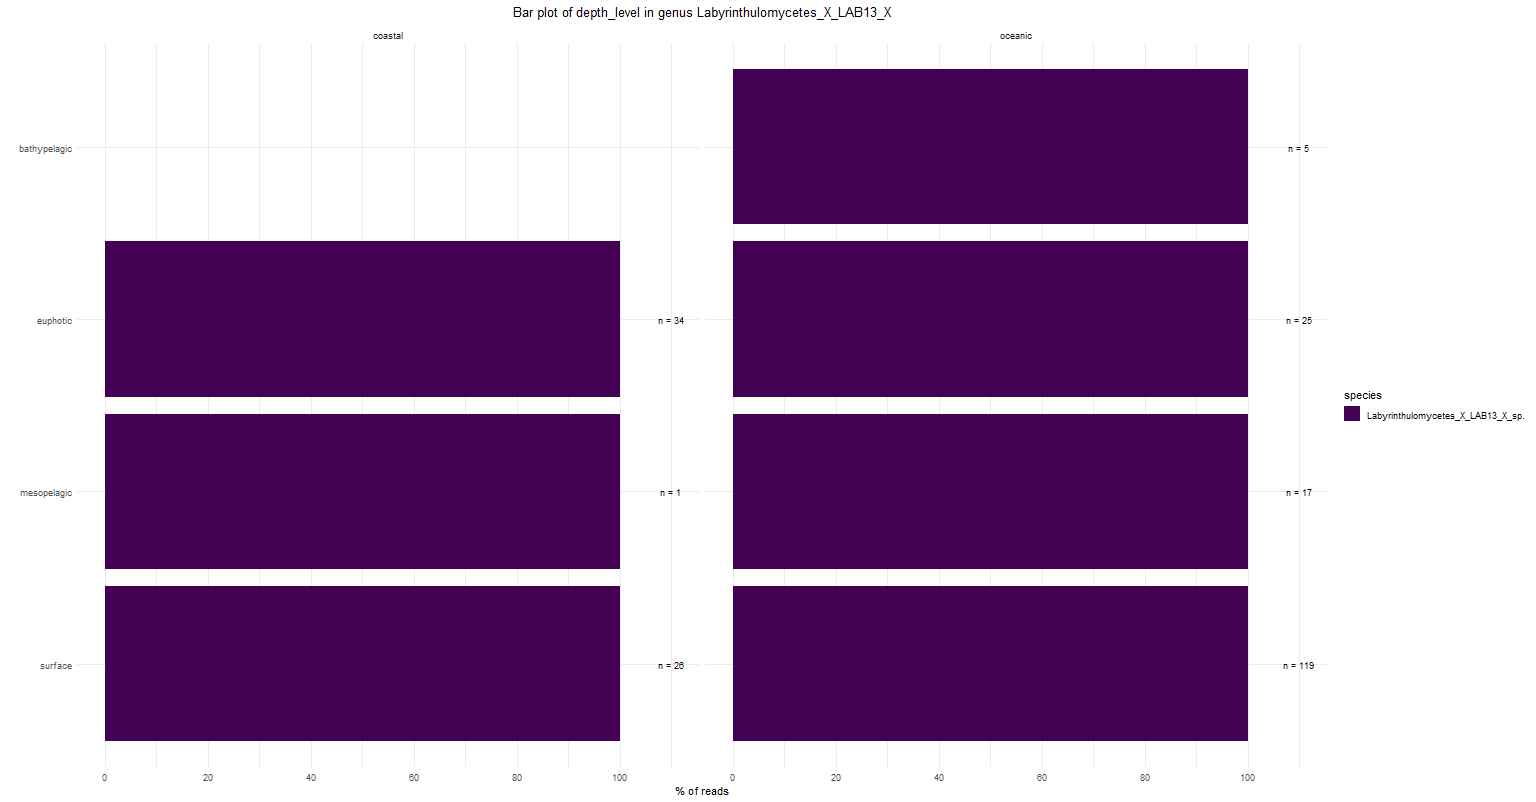 Bar plot of depth_level in genus Labyrinthulomycetes_X_LAB13_X
coastal
oceanic
bathypelagic
n = 5
euphotic
n = 34
n = 25
species
Labyrinthulomycetes_X_LAB13_X_sp.
mesopelagic
n = 1
n = 17
surface
n = 26
n = 119
0 20 40 60 80 100
0 20 40 60 80 100
% of reads